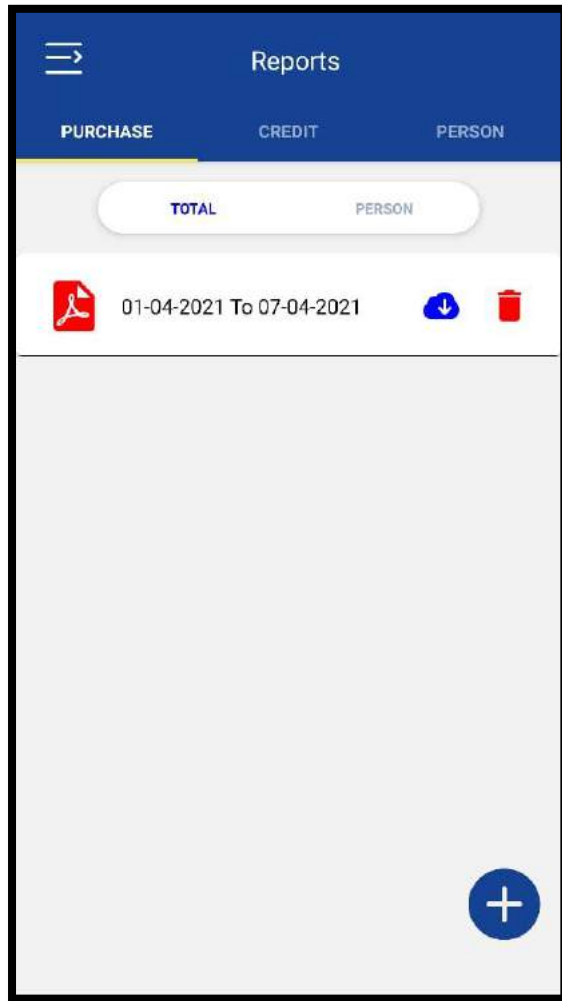 Reports
PURCHASE CREDIT PERSON
TOTAL PERSON
01-04-2021 To 07-04-2021